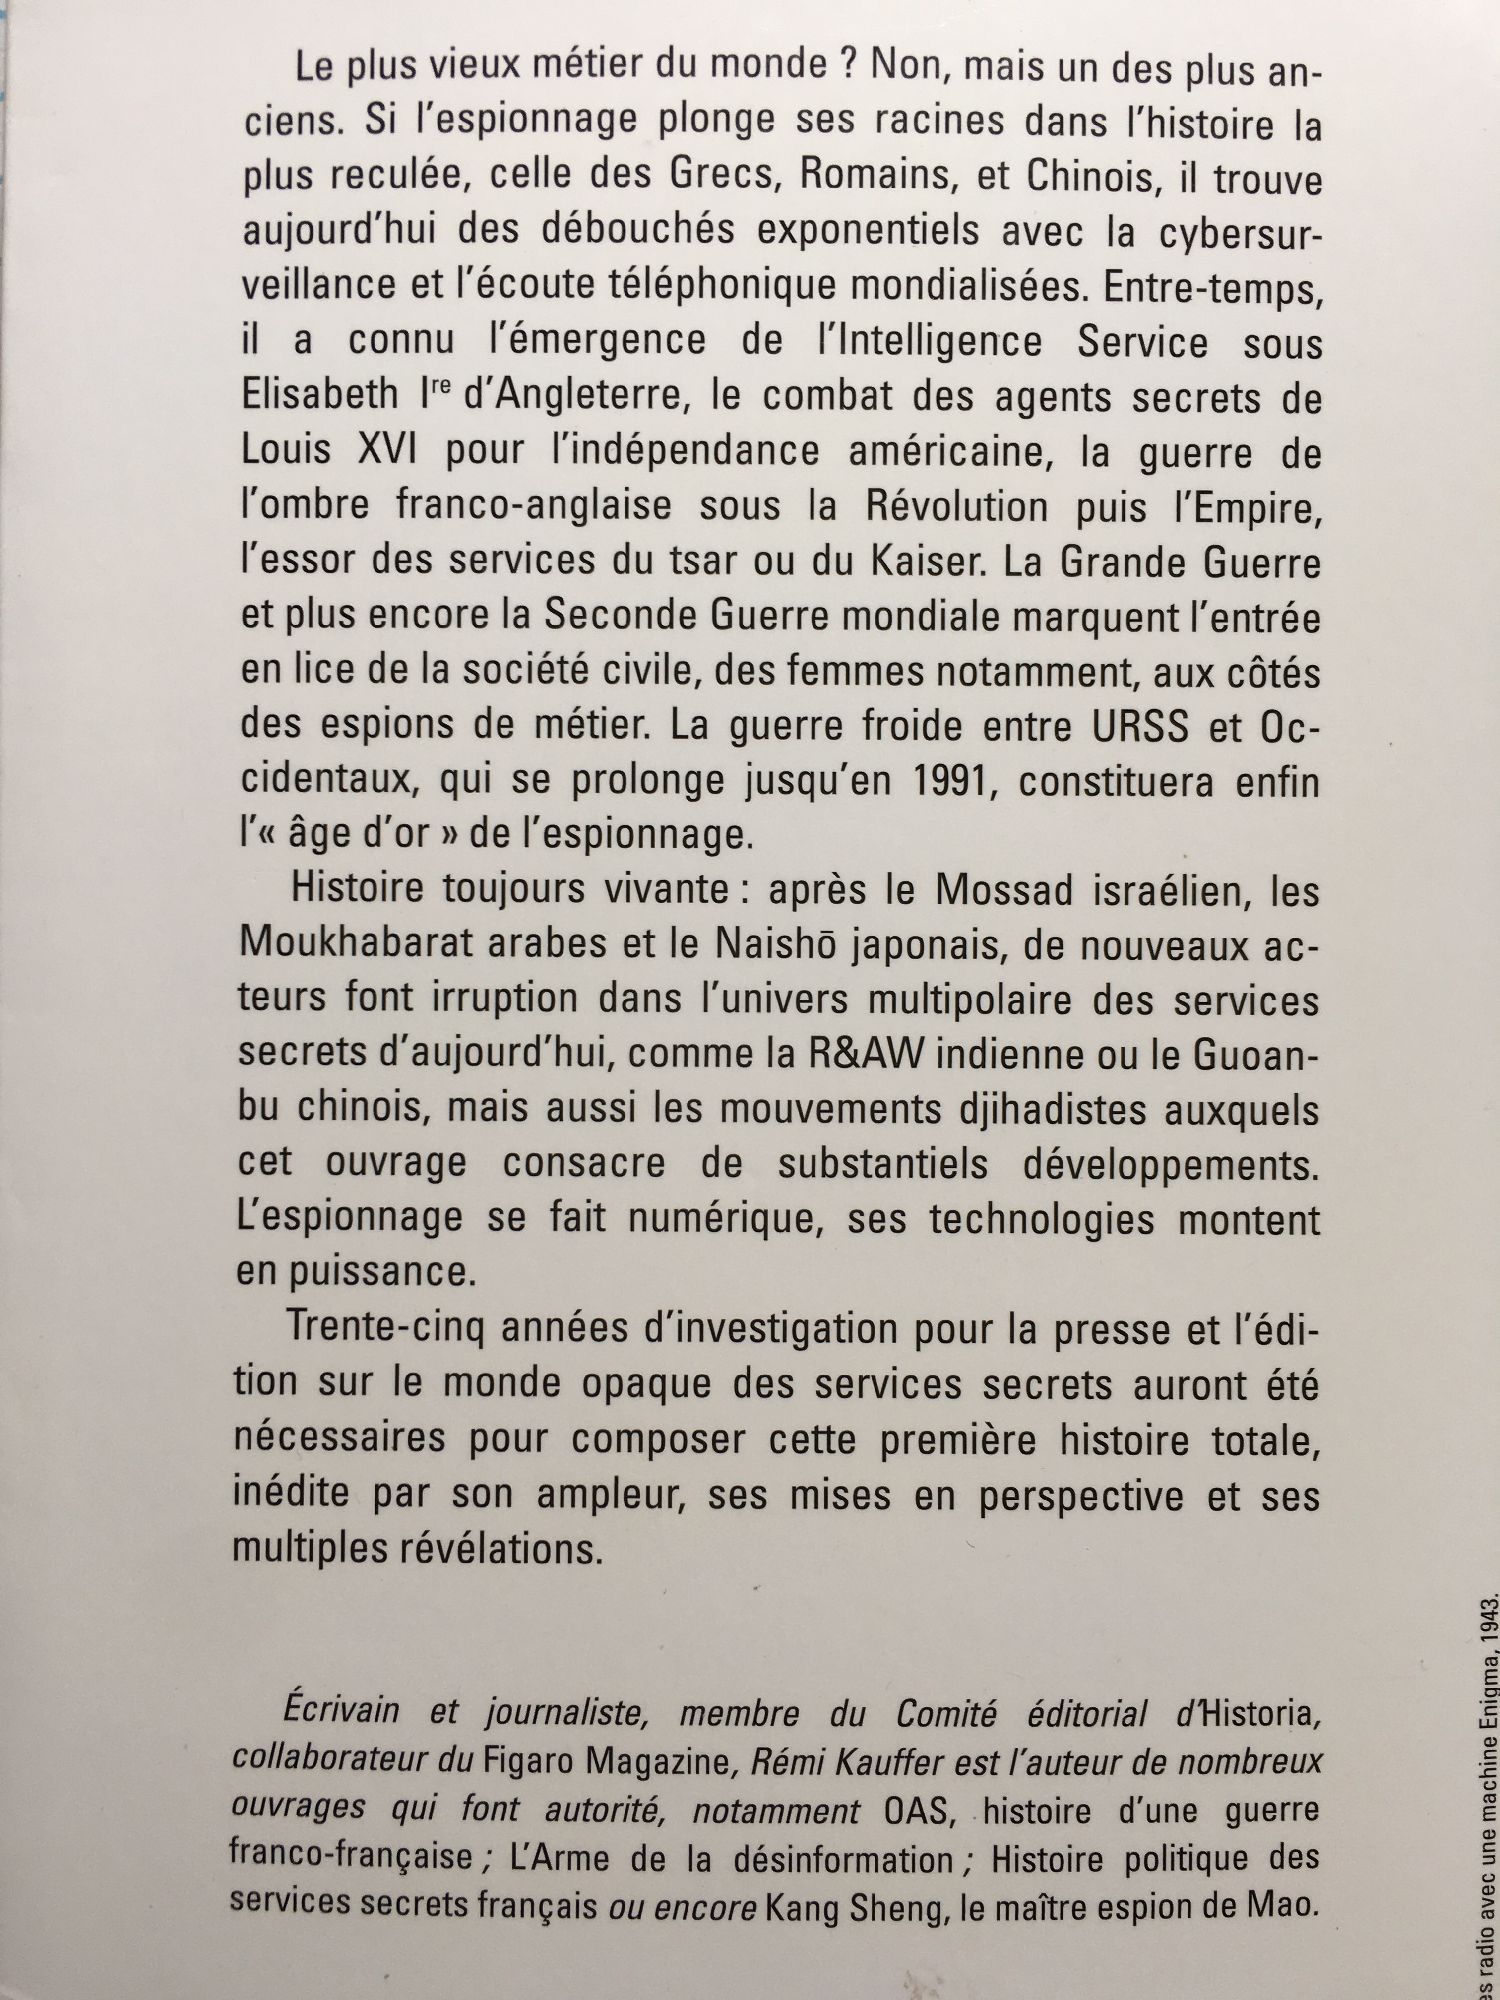 Le plus vieux métier du monde ? Non, mais un des plus an-
ciens. Si l'espionnage plonge ses racines dans l'histoire la
plus reculée, celle des Grecs, Romains, et Chinois, il trouve
aujourd'hui des débouchés exponentiels avec la cybersur-
veillance et l'écoute téléphonique mondialisées. Entre-temps,
il a connu l'émergence de l'Intelligence Service sous
Elisabeth Iʳᵉ d'Angleterre, le combat des agents secrets de
Louis XVI pour l'indépendance américaine, la guerre de
l'ombre franco-anglaise sous la Révolution puis l'Empire,
l'essor des services du tsar ou du Kaiser. La Grande Guerre
et plus encore la Seconde Guerre mondiale marquent l'entrée
en lice de la société civile, des femmes notamment, aux côtés
des espions de métier. La guerre froide entre URSS et Oc-
cidentaux, qui se prolonge jusqu'en 1991, constituera enfin
l'« âge d'or » de l'espionnage.
Histoire toujours vivante : après le Mossad israélien, les
Moukhabarat arabes et le Naishō japonais, de nouveaux ac-
teurs font irruption dans l'univers multipolaire des services
secrets d'aujourd'hui, comme la R&AW indienne ou le Guoan-
bu chinois, mais aussi les mouvements djihadistes auxquels
cet ouvrage consacre de substantiels développements.
L'espionnage se fait numérique, ses technologies montent
en puissance.
Trente-cinq années d'investigation pour la presse et l'édi-
tion sur le monde opaque des services secrets auront été
nécessaires pour composer cette première histoire totale,
inédite par son ampleur, ses mises en perspective et ses
multiples révélations.
Écrivain et journaliste, membre du Comité éditorial d'Historia,
collaborateur du Figaro Magazine, Rémi Kauffer est l'auteur de nombreux
ouvrages qui font autorité, notamment OAS, histoire d'une guerre
franco-française ; L'Arme de la désinformation ; Histoire politique des
services secrets français ou encore Kang Sheng, le maître espion de Mao.
radio avec une machine Enigma, 1943.